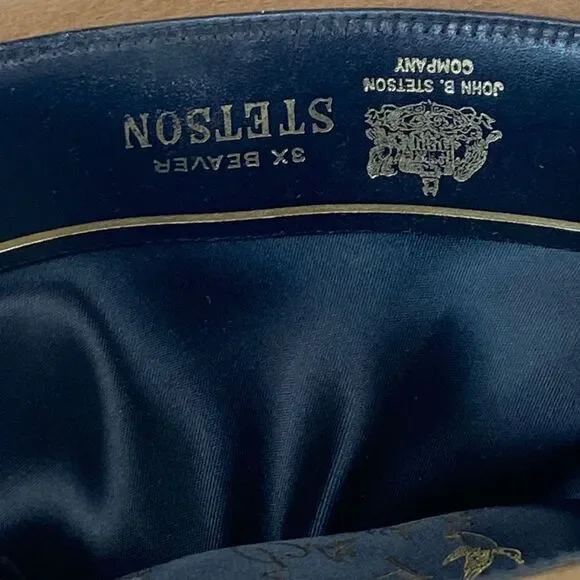 3X BEAVER
STETSON
JOHN B. STETSON
COMPANY